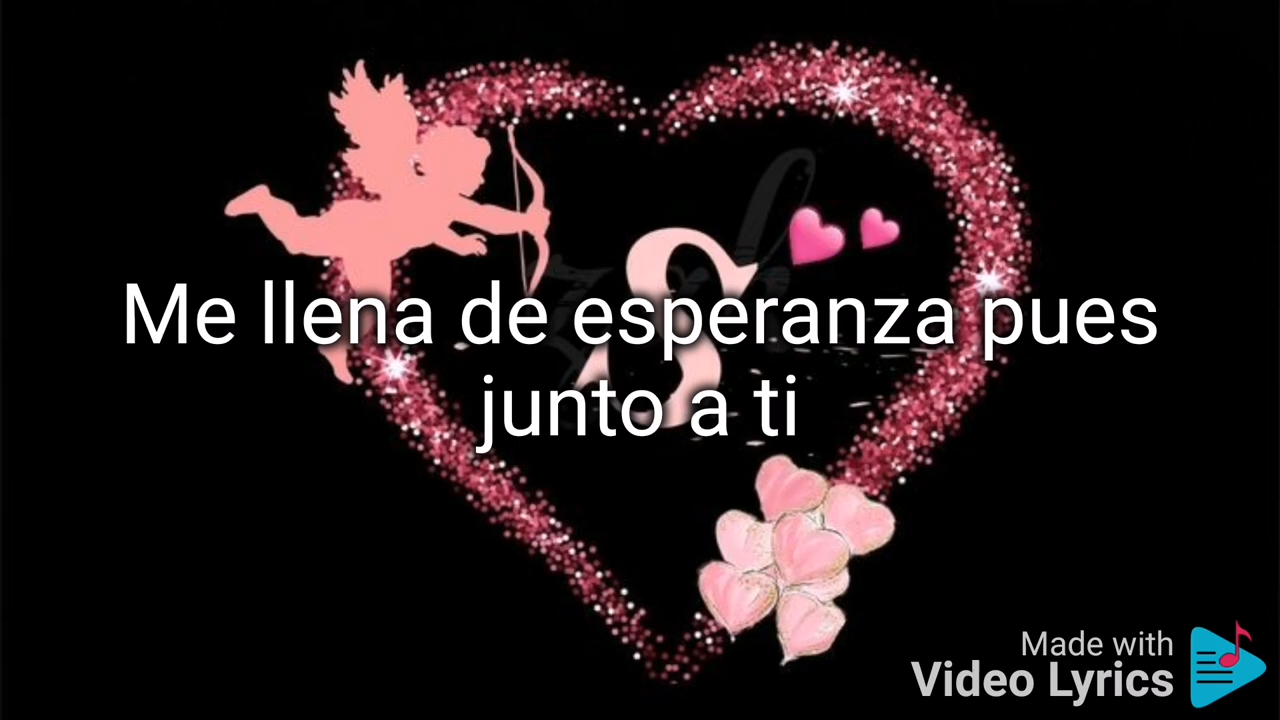 Me llena de esperanza pues
junto a ti
S
Made with
Video Lyrics